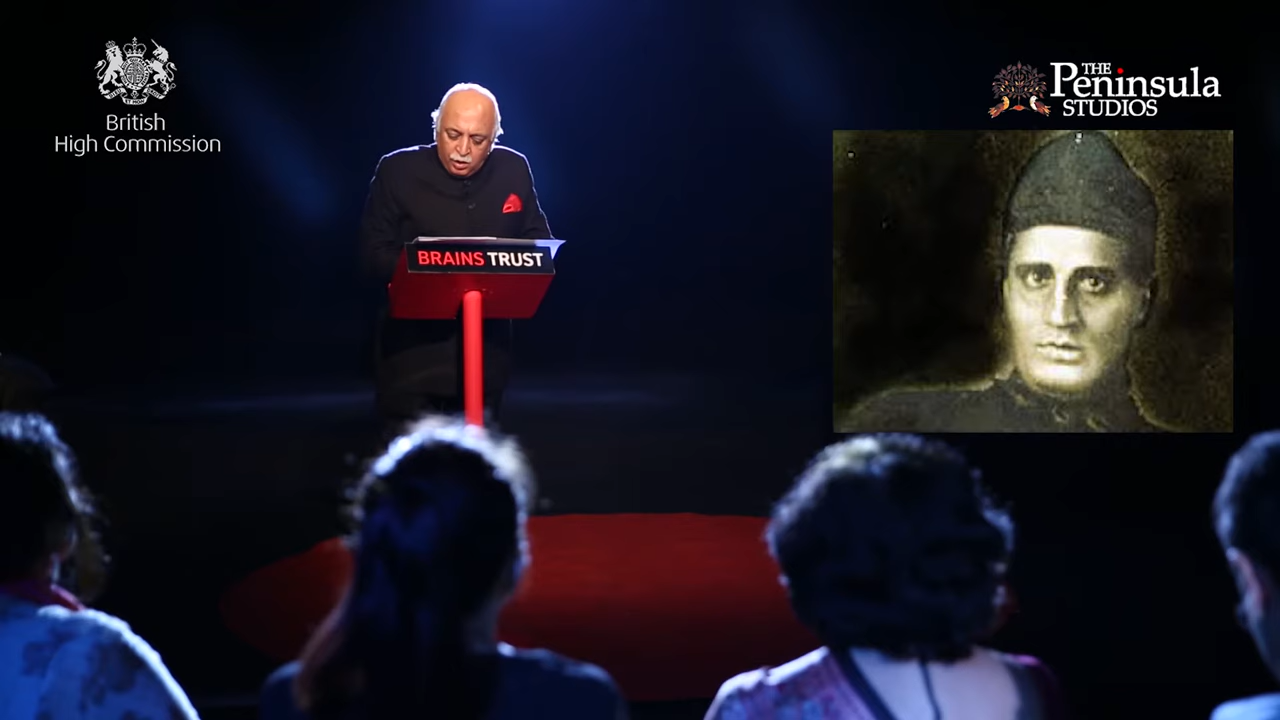 British
High Commission
THE
Peninsula
STUDIOS
BRAINS TRUST